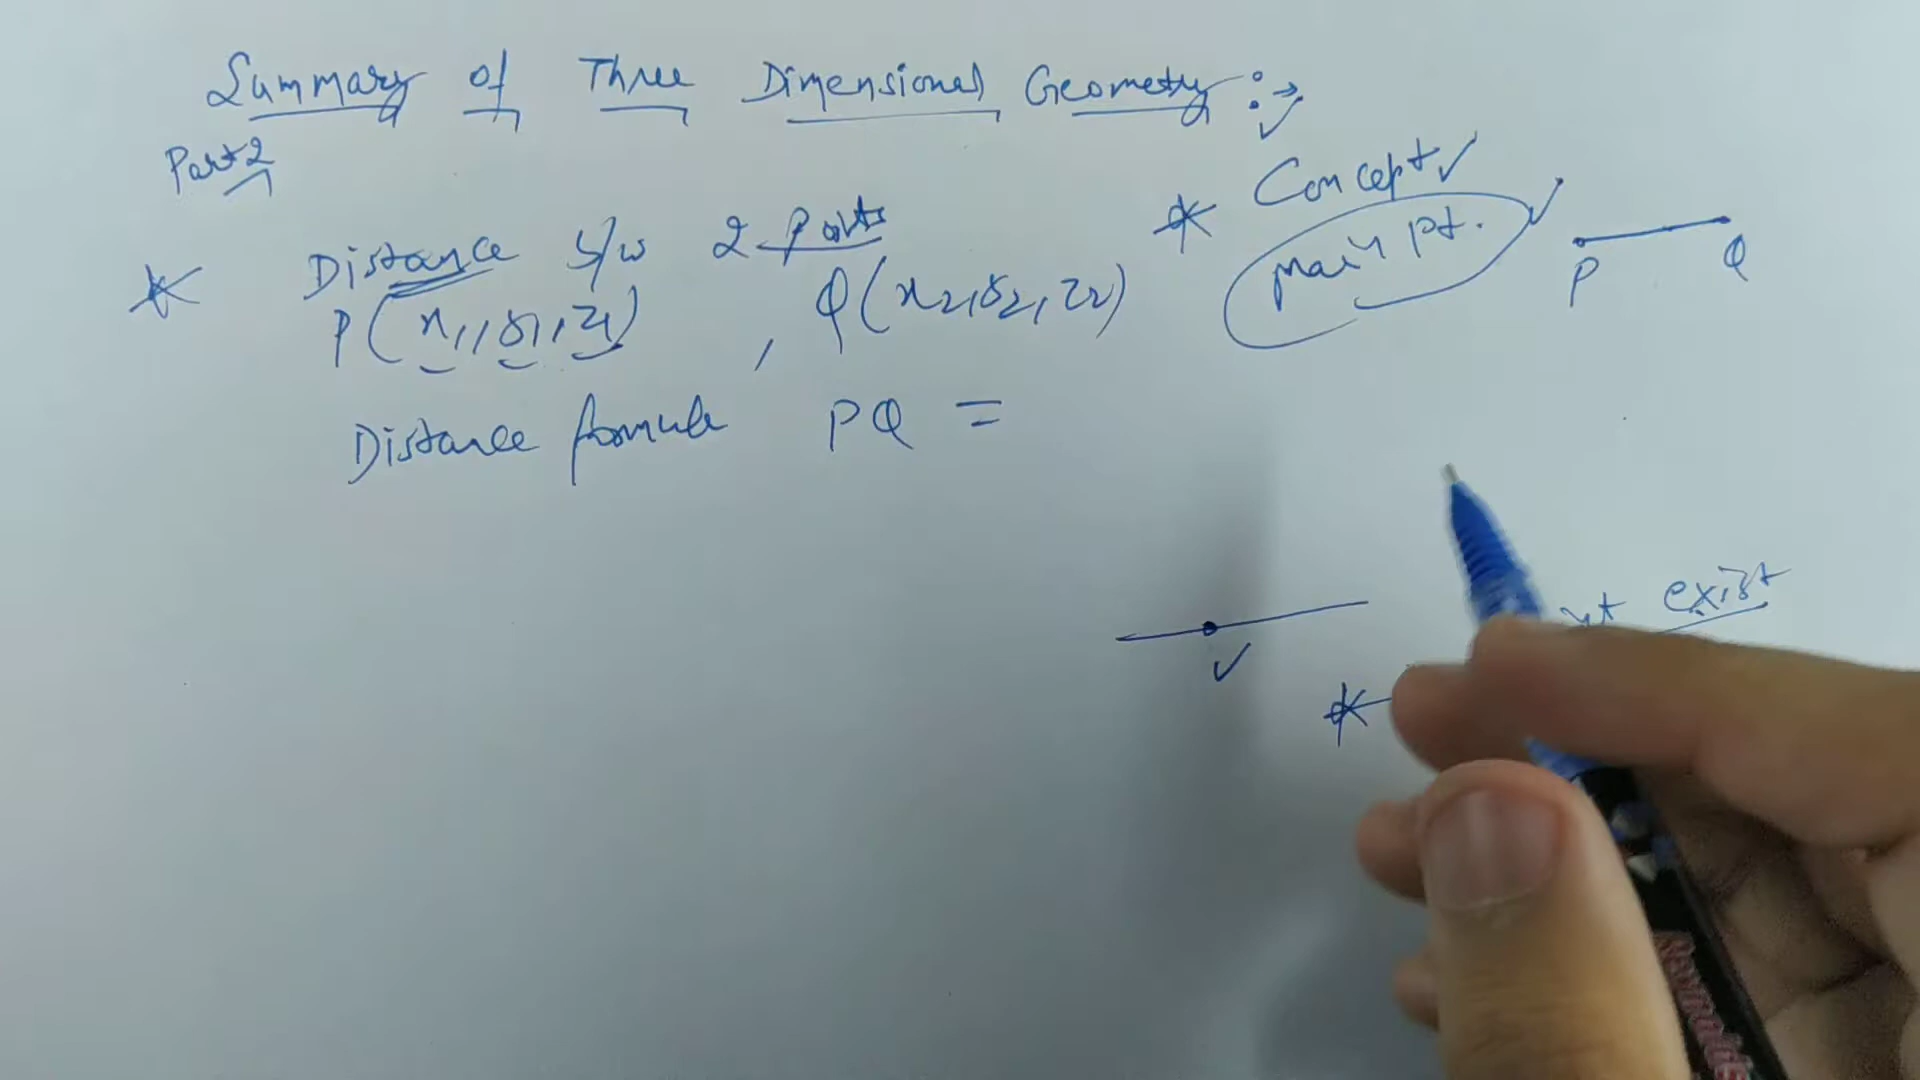 Summary of Three Dimensional Geometry :→
Part 2
* Distance b/w 2 Points
P(x1, y1, z1) , Q(x2, y2, z2)
Distance formula PQ =
* Concept ✓
main pt.
P Q
exist